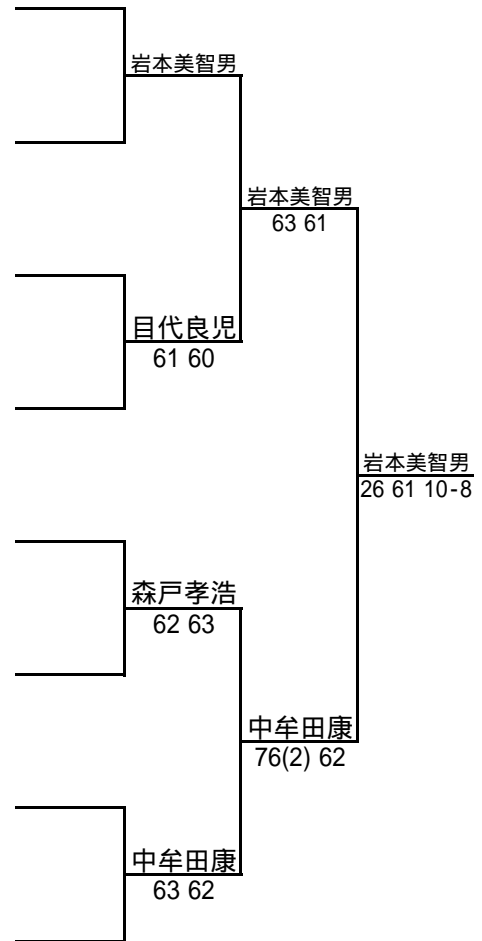 岩本美智男
岩本美智男
63 61
目代良児
61 60
岩本美智男
26 61 10-8
森戸孝浩
62 63
中牟田康
76(2) 62
中牟田康
63 62